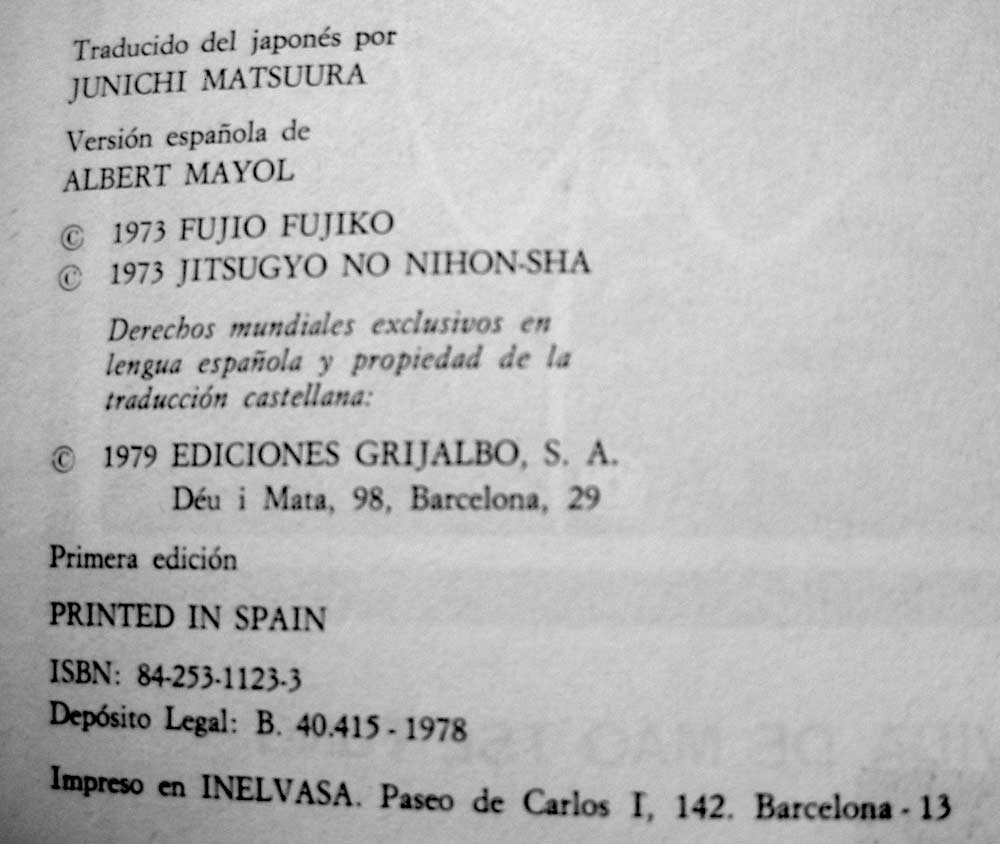 Traducido del japonés por
JUNICHI MATSUURA
Versión española de
ALBERT MAYOL
© 1973 FUJIO FUJIKO
© 1973 JITSUGYO NO NIHON-SHA
Derechos mundiales exclusivos en
lengua española y propiedad de la
traducción castellana:
© 1979 EDICIONES GRIJALBO, S. A.
Déu i Mata, 98, Barcelona, 29
Primera edición
PRINTED IN SPAIN
ISBN: 84-253-1123-3
Depósito Legal: B. 40.415 - 1978
Impreso en INELVASA. Paseo de Carlos I, 142. Barcelona - 13